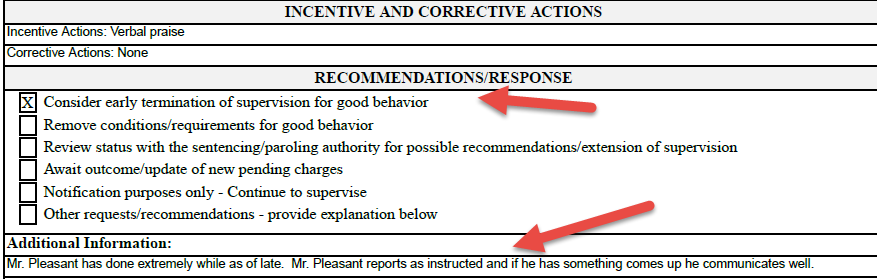 INCENTIVE AND CORRECTIVE ACTIONS
Incentive Actions: Verbal praise
Corrective Actions: None
RECOMMENDATIONS/RESPONSE
X Consider early termination of supervision for good behavior
Remove conditions/requirements for good behavior
Review status with the sentencing/paroling authority for possible recommendations/extension of supervision
Await outcome/update of new pending charges
Notification purposes only - Continue to supervise
Other requests/recommendations - provide explanation below
Additional Information:
Mr. Pleasant has done extremely while as of late. Mr. Pleasant reports as instructed and if he has something comes up he communicates well.